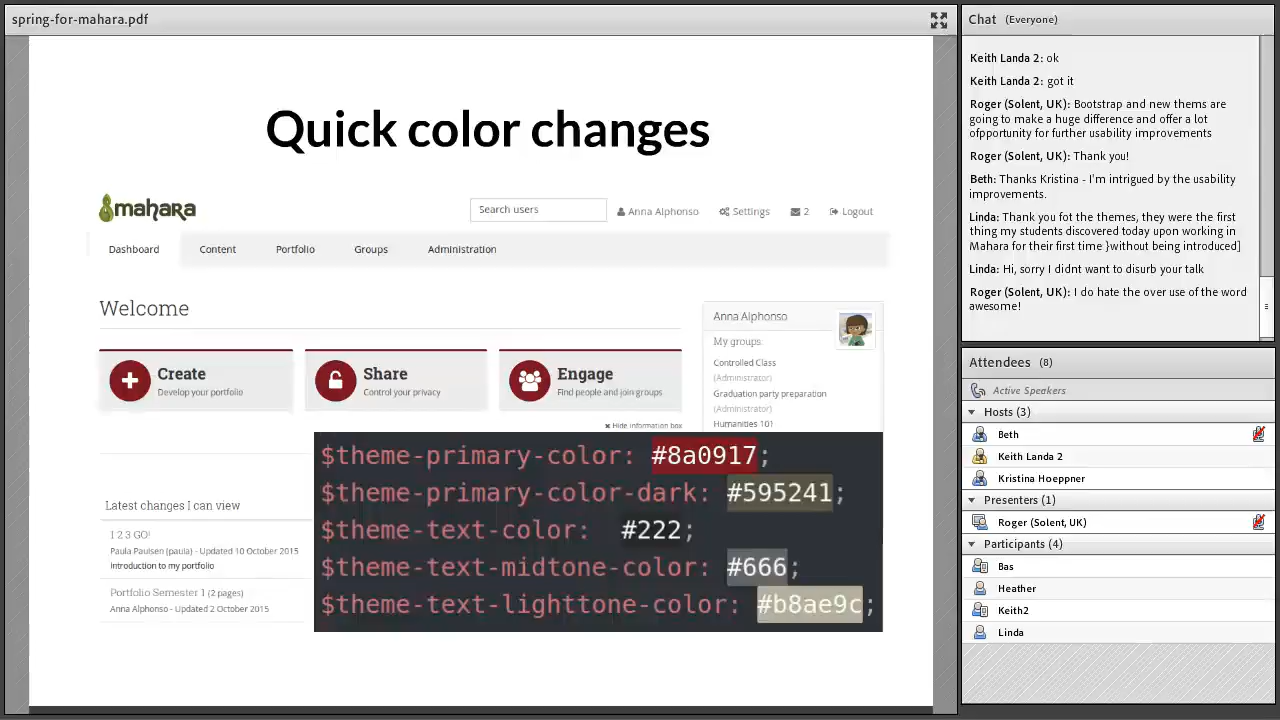 spring-for-mahara.pdf
Quick color changes
mahara
Search users
Anna Alphonso
Settings
2
Logout
Dashboard
Content
Portfolio
Groups
Administration
Welcome
Create
Develop your portfolio
Share
Control your privacy
Engage
Find people and join groups
Hide information box
Anna Alphonso
My groups:
Controlled Class
(Administrator)
Graduation party preparation
(Administrator)
Humanities 101
Latest changes I can view
1 2 3 GO!
Paula Paulsen (paula) - Updated 10 October 2015
Introduction to my portfolio
Portfolio Semester 1 (2 pages)
Anna Alphonso - Updated 2 October 2015
$theme-primary-color: #8a0917;
$theme-primary-color-dark: #595241;
$theme-text-color: #222;
$theme-text-midtone-color: #666;
$theme-text-lighttone-color: #b8ae9c;
Chat (Everyone)
Keith Landa 2: ok
Keith Landa 2: got it
Roger (Solent, UK): Bootstrap and new thems are
going to make a huge difference and offer a lot
ofpportunity for further usability improvements
Roger (Solent, UK): Thank you!
Beth: Thanks Kristina - I'm intrigued by the usability
improvements.
Linda: Thank you fot the themes, they were the first
thing my students discovered today upon working in
Mahara for their first time }without being introduced]
Linda: Hi, sorry I didnt want to disurb your talk
Roger (Solent, UK): I do hate the over use of the word
awesome!
Attendees (8)
Active Speakers
Hosts (3)
Beth
Keith Landa 2
Kristina Hoeppner
Presenters (1)
Roger (Solent, UK)
Participants (4)
Bas
Heather
Keith2
Linda